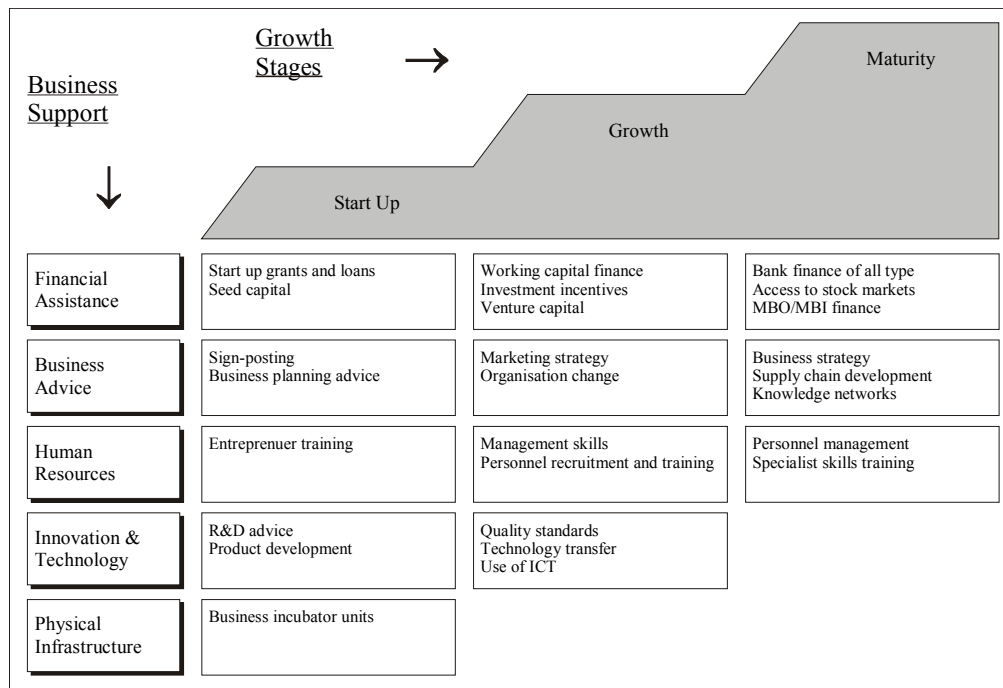 Growth
Stages
Business
Support
Maturity
Growth
Start Up
Financial
Assistance
Start up grants and loans
Seed capital
Working capital finance
Investment incentives
Venture capital
Bank finance of all type
Access to stock markets
MBO/MBI finance
Business
Advice
Sign-posting
Business planning advice
Marketing strategy
Organisation change
Business strategy
Supply chain development
Knowledge networks
Human
Resources
Entreprenuer training
Management skills
Personnel recruitment and training
Personnel management
Specialist skills training
Innovation &
Technology
R&D advice
Product development
Quality standards
Technology transfer
Use of ICT
Physical
Infrastructure
Business incubator units